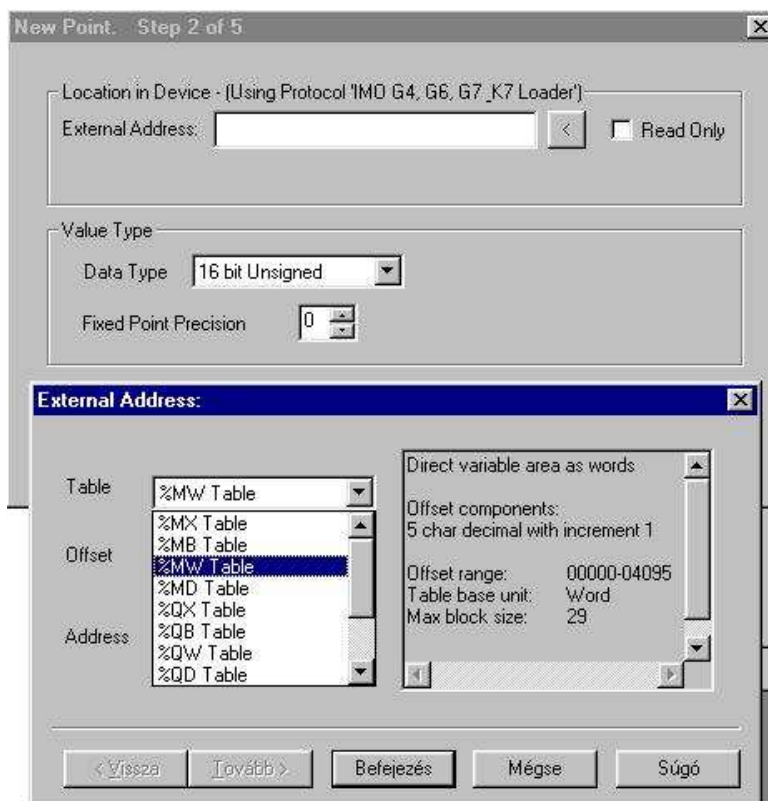 New Point. Step 2 of 5
Location in Device - (Using Protocol 'IMO G4, G6, G7_K7 Loader')
External Address:
<
Read Only
Value Type
Data Type
16 bit Unsigned
Fixed Point Precision
0
External Address:
Table
%MW Table
%MX Table
%MB Table
%MW Table
%MD Table
%QX Table
%QB Table
%QW Table
%QD Table
Offset
Address
Direct variable area as words
Offset components:
5 char decimal with increment 1
Offset range: 00000-04095
Table base unit: Word
Max block size: 29
< Vissza
Tovább >
Befejezés
Mégse
Súgó